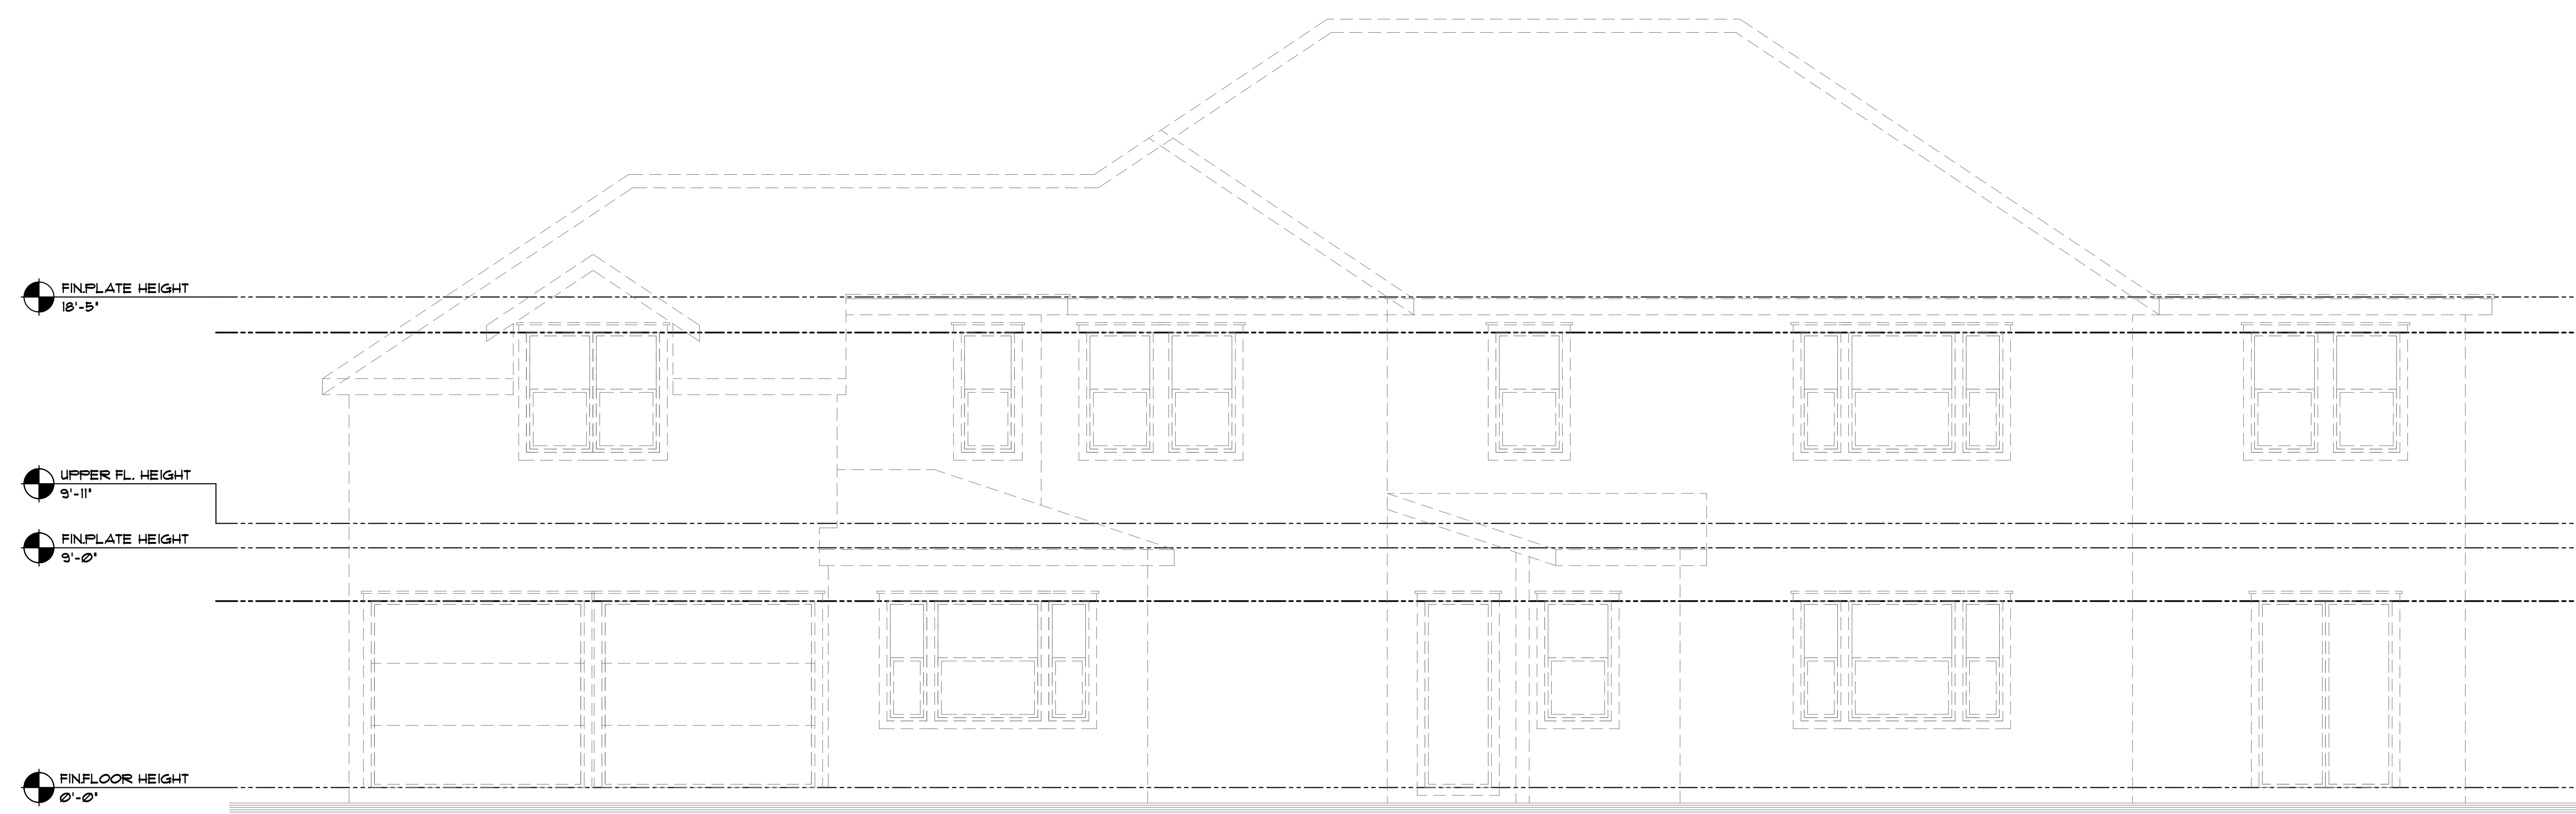 FIN.PLATE HEIGHT
18'-5"
UPPER FL. HEIGHT
9'-11"
FIN.PLATE HEIGHT
9'-0"
FIN.FLOOR HEIGHT
0'-0"